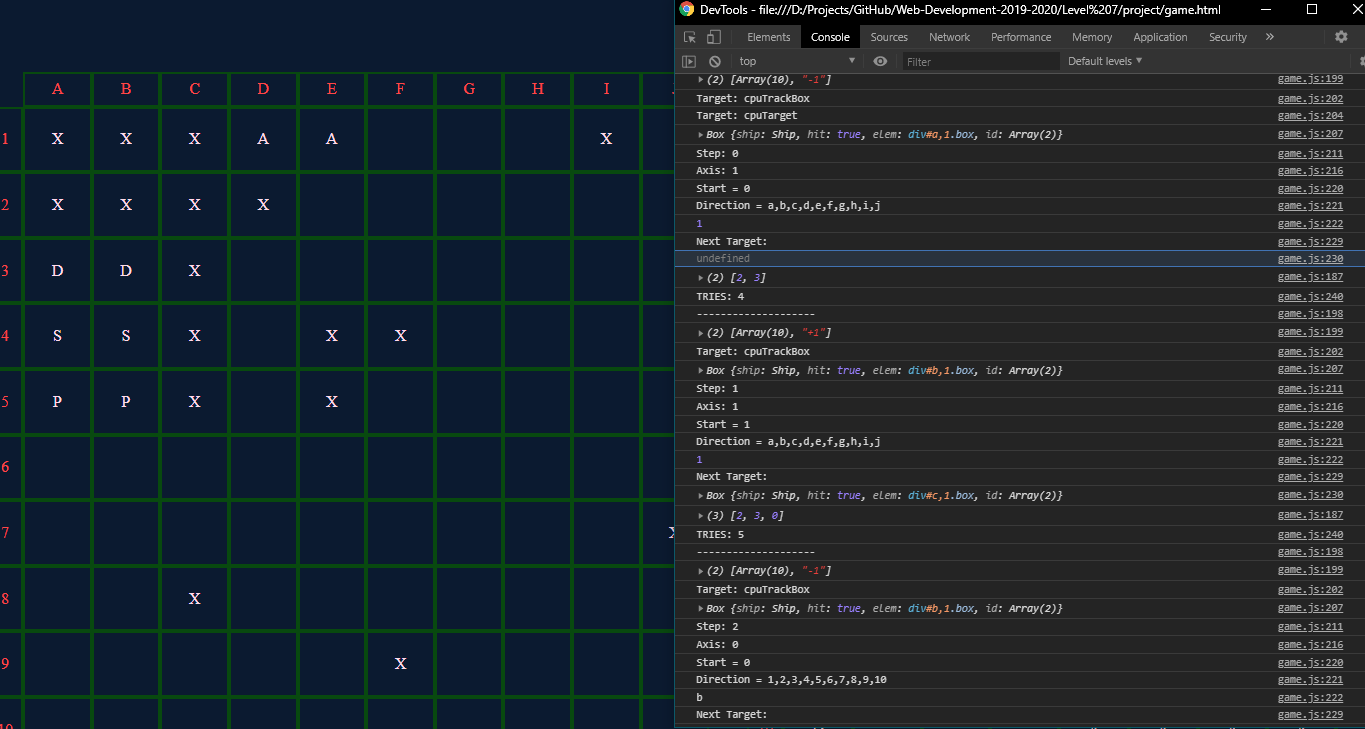 DevTools - file:///D:/Projects/GitHub/Web-Development-2019-2020/Level%207/project/game.html
Elements Console Sources Network Performance Memory Application Security »
top ▼ Filter Default levels ▼
A B C D E F G H I
1 X X X A A X
2 X X X X
3 D D X
4 S S X X X
5 P P X X
6
7
8 X
9 X
10
▸(2) [Array(10), "-1"] game.js:199
Target: cpuTrackBox game.js:202
Target: cpuTarget game.js:204
▸Box {ship: Ship, hit: true, elem: div#a,1.box, id: Array(2)} game.js:207
Step: 0 game.js:211
Axis: 1 game.js:216
Start = 0 game.js:220
Direction = a,b,c,d,e,f,g,h,i,j game.js:221
1 game.js:222
Next Target: game.js:229
undefined game.js:230
▸(2) [2, 3] game.js:187
TRIES: 4 game.js:240
-------------------- game.js:198
▸(2) [Array(10), "+1"] game.js:199
Target: cpuTrackBox game.js:202
▸Box {ship: Ship, hit: true, elem: div#b,1.box, id: Array(2)} game.js:207
Step: 1 game.js:211
Axis: 1 game.js:216
Start = 1 game.js:220
Direction = a,b,c,d,e,f,g,h,i,j game.js:221
1 game.js:222
Next Target: game.js:229
▸Box {ship: Ship, hit: true, elem: div#c,1.box, id: Array(2)} game.js:230
▸(3) [2, 3, 0] game.js:187
TRIES: 5 game.js:240
-------------------- game.js:198
▸(2) [Array(10), "-1"] game.js:199
Target: cpuTrackBox game.js:202
▸Box {ship: Ship, hit: true, elem: div#b,1.box, id: Array(2)} game.js:207
Step: 2 game.js:211
Axis: 0 game.js:216
Start = 0 game.js:220
Direction = 1,2,3,4,5,6,7,8,9,10 game.js:221
b game.js:222
Next Target: game.js:229